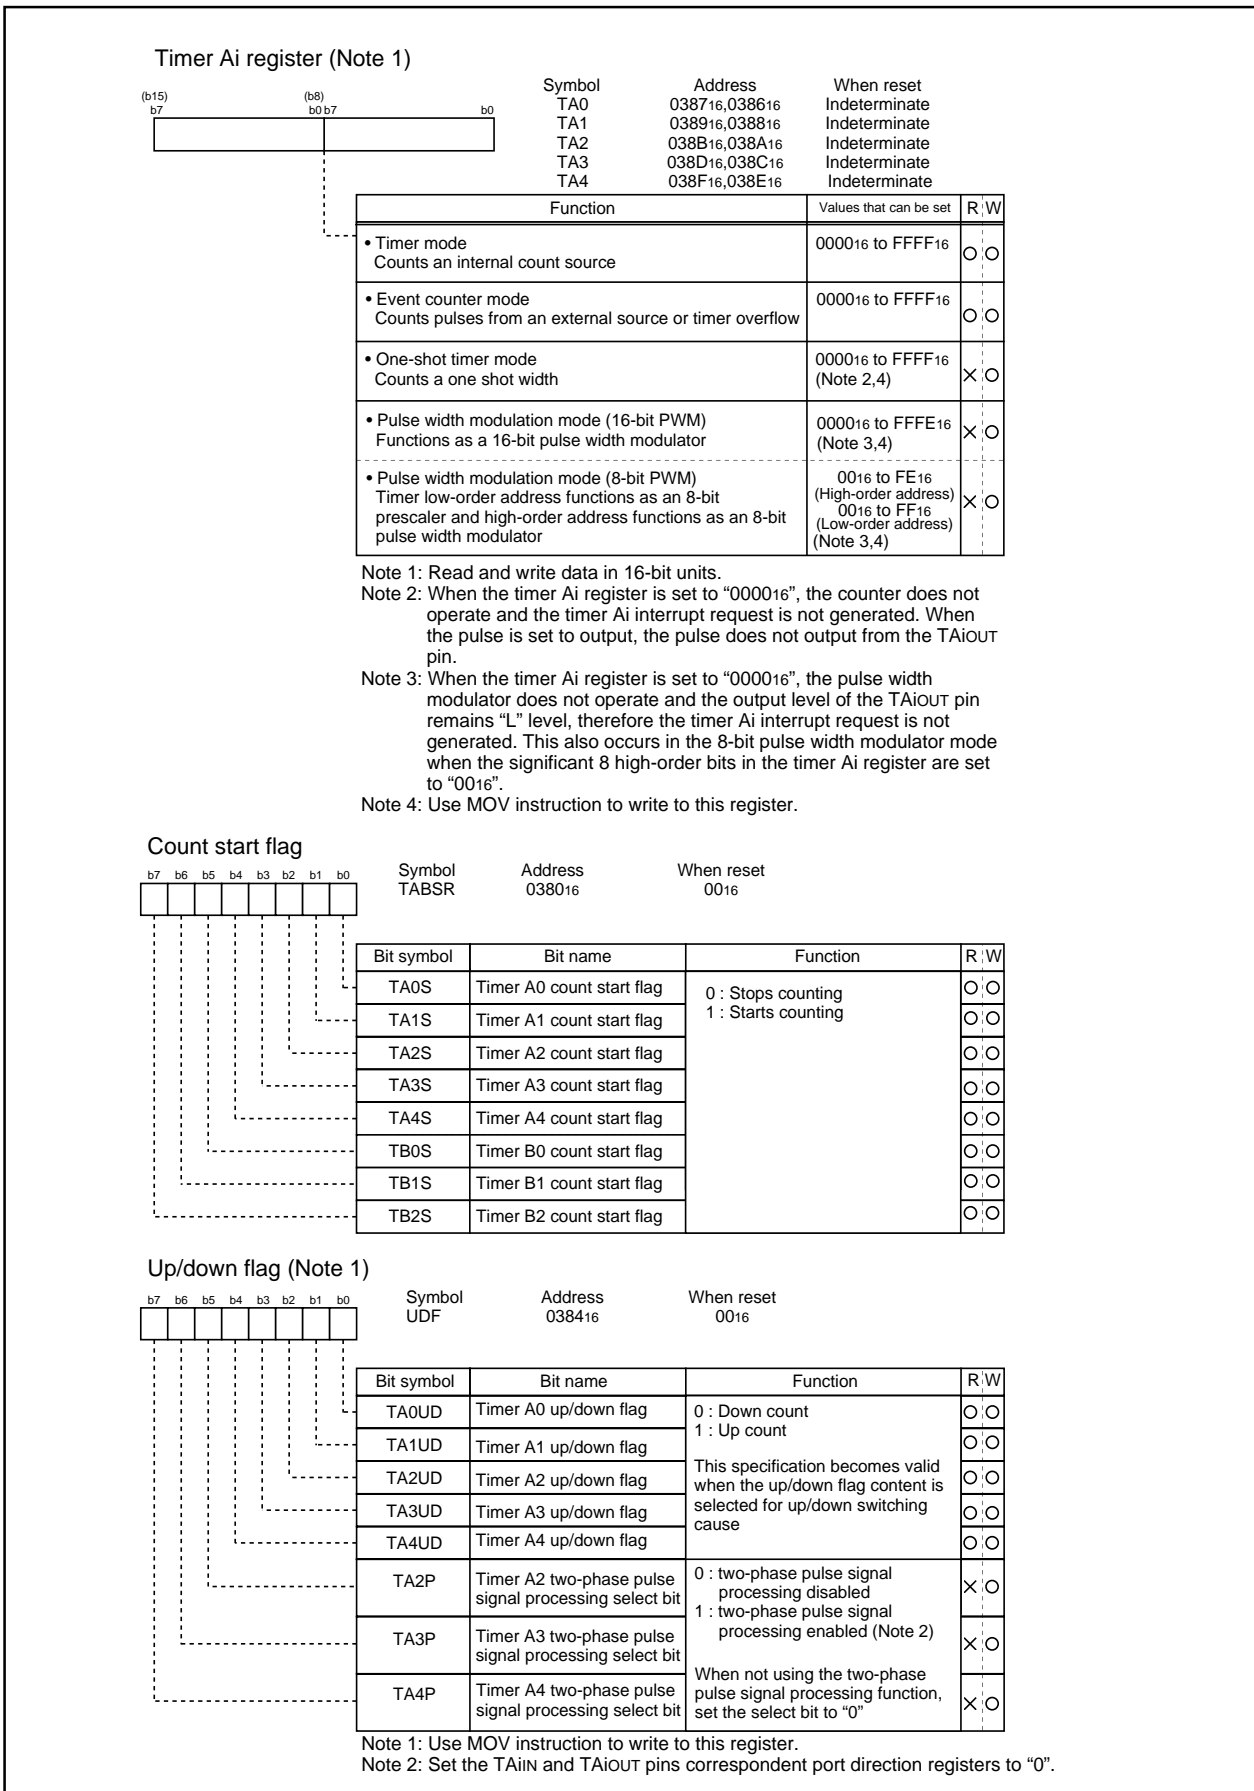 Timer Ai register (Note 1)
(b15) (b8)
b7 b0 b7 b0
Symbol Address When reset
TA0 038716,038616 Indeterminate
TA1 038916,038816 Indeterminate
TA2 038B16,038A16 Indeterminate
TA3 038D16,038C16 Indeterminate
TA4 038F16,038E16 Indeterminate
Function Values that can be set R W
• Timer mode 000016 to FFFF16
Counts an internal count source
• Event counter mode 000016 to FFFF16
Counts pulses from an external source or timer overflow
• One-shot timer mode 000016 to FFFF16
Counts a one shot width (Note 2,4)
• Pulse width modulation mode (16-bit PWM) 000016 to FFFE16
Functions as a 16-bit pulse width modulator (Note 3,4)
• Pulse width modulation mode (8-bit PWM) 0016 to FE16
Timer low-order address functions as an 8-bit (High-order address)
prescaler and high-order address functions as an 8-bit 0016 to FF16
pulse width modulator (Low-order address)
(Note 3,4)
Note 1: Read and write data in 16-bit units.
Note 2: When the timer Ai register is set to “000016”, the counter does not
operate and the timer Ai interrupt request is not generated. When
the pulse is set to output, the pulse does not output from the TAiOUT
pin.
Note 3: When the timer Ai register is set to “000016”, the pulse width
modulator does not operate and the output level of the TAiOUT pin
remains “L” level, therefore the timer Ai interrupt request is not
generated. This also occurs in the 8-bit pulse width modulator mode
when the significant 8 high-order bits in the timer Ai register are set
to “0016”.
Note 4: Use MOV instruction to write to this register.
Count start flag
b7 b6 b5 b4 b3 b2 b1 b0
Symbol Address When reset
TABSR 038016 0016
Bit symbol Bit name Function R W
TA0S Timer A0 count start flag 0 : Stops counting
TA1S Timer A1 count start flag 1 : Starts counting
TA2S Timer A2 count start flag
TA3S Timer A3 count start flag
TA4S Timer A4 count start flag
TB0S Timer B0 count start flag
TB1S Timer B1 count start flag
TB2S Timer B2 count start flag
Up/down flag (Note 1)
b7 b6 b5 b4 b3 b2 b1 b0
Symbol Address When reset
UDF 038416 0016
Bit symbol Bit name Function R W
TA0UD Timer A0 up/down flag 0 : Down count
1 : Up count
TA1UD Timer A1 up/down flag
This specification becomes valid
TA2UD Timer A2 up/down flag when the up/down flag content is
TA3UD Timer A3 up/down flag selected for up/down switching
cause
TA4UD Timer A4 up/down flag
TA2P Timer A2 two-phase pulse 0 : two-phase pulse signal
signal processing select bit processing disabled
1 : two-phase pulse signal
TA3P Timer A3 two-phase pulse processing enabled (Note 2)
signal processing select bit
When not using the two-phase
TA4P Timer A4 two-phase pulse pulse signal processing function,
signal processing select bit set the select bit to “0”
Note 1: Use MOV instruction to write to this register.
Note 2: Set the TAiIN and TAiOUT pins correspondent port direction registers to “0”.